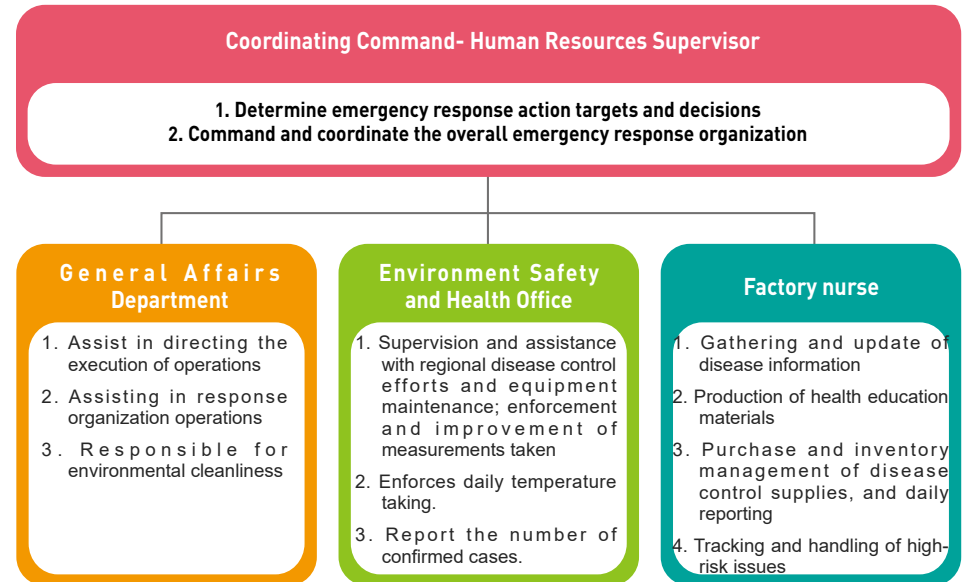 Coordinating Command- Human Resources Supervisor
1. Determine emergency response action targets and decisions
2. Command and coordinate the overall emergency response organization
General Affairs
Department
1. Assist in directing the
execution of operations
2. Assisting in response
organization operations
3. Responsible for
environmental cleanliness
Environment Safety
and Health Office
1. Supervision and assistance
with regional disease control
efforts and equipment
maintenance; enforcement
and improvement of
measurements taken
2. Enforces daily temperature
taking.
3. Report the number of
confirmed cases.
Factory nurse
1. Gathering and update of
disease information
2. Production of health education
materials
3. Purchase and inventory
management of disease
control supplies, and daily
reporting
4. Tracking and handling of high-
risk issues